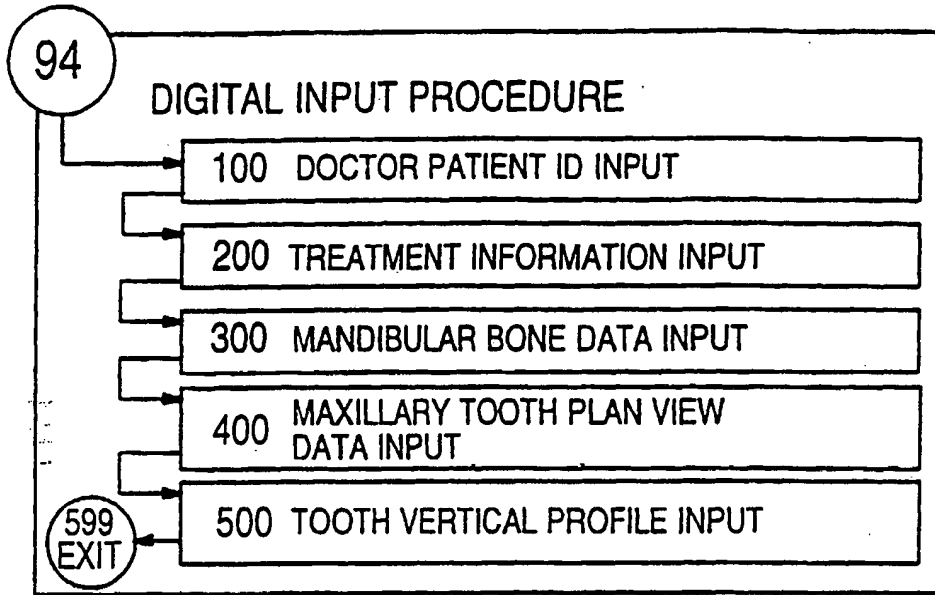 94
DIGITAL INPUT PROCEDURE
100 DOCTOR PATIENT ID INPUT
200 TREATMENT INFORMATION INPUT
300 MANDIBULAR BONE DATA INPUT
400 MAXILLARY TOOTH PLAN VIEW
DATA INPUT
500 TOOTH VERTICAL PROFILE INPUT
599
EXIT